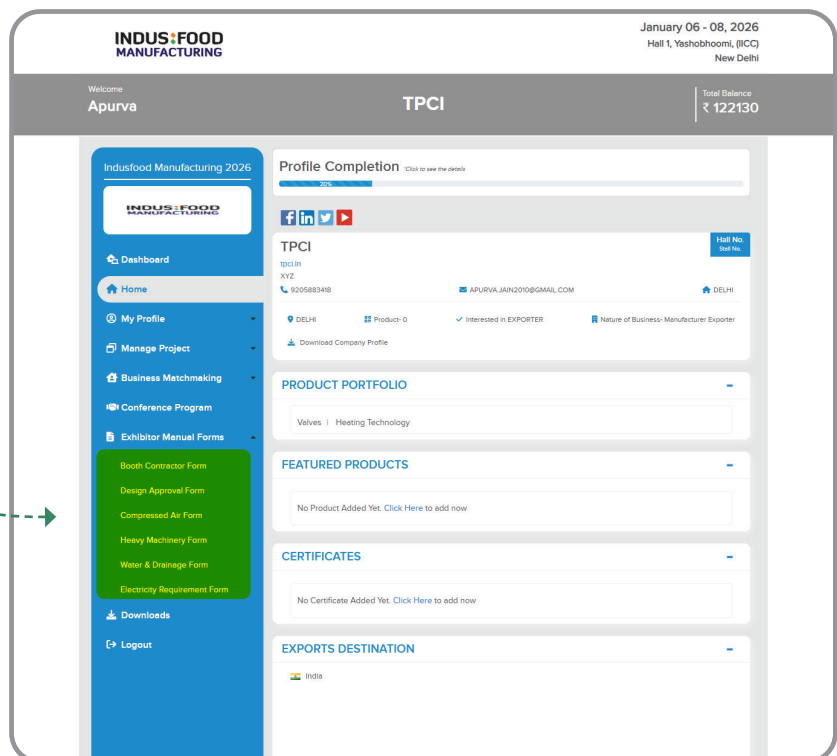 INDUS:FOOD
MANUFACTURING
January 06 - 08, 2026
Hall 1, Yashobhoomi, (IICC)
New Delhi
Welcome
Apurva
TPCI
Total Balance
₹ 122130
Indusfood Manufacturing 2026
INDUS:FOOD
MANUFACTURING
Dashboard
Home
My Profile
Manage Project
Business Matchmaking
Conference Program
Exhibitor Manual Forms
Booth Contractor Form
Design Approval Form
Compressed Air Form
Heavy Machinery Form
Water & Drainage Form
Electricity Requirement Form
Downloads
Logout
Profile Completion *Click to see the details
20%
TPCI
Hall No.
Stall No.
tpci.in
XYZ
9205883418 APURVA.JAIN2010@GMAIL.COM DELHI
DELHI Product- 0 Interested in EXPORTER Nature of Business- Manufacturer Exporter
Download Company Profile
PRODUCT PORTFOLIO
Valves | Heating Technology
FEATURED PRODUCTS
No Product Added Yet. Click Here to add now
CERTIFICATES
No Certificate Added Yet. Click Here to add now
EXPORTS DESTINATION
India